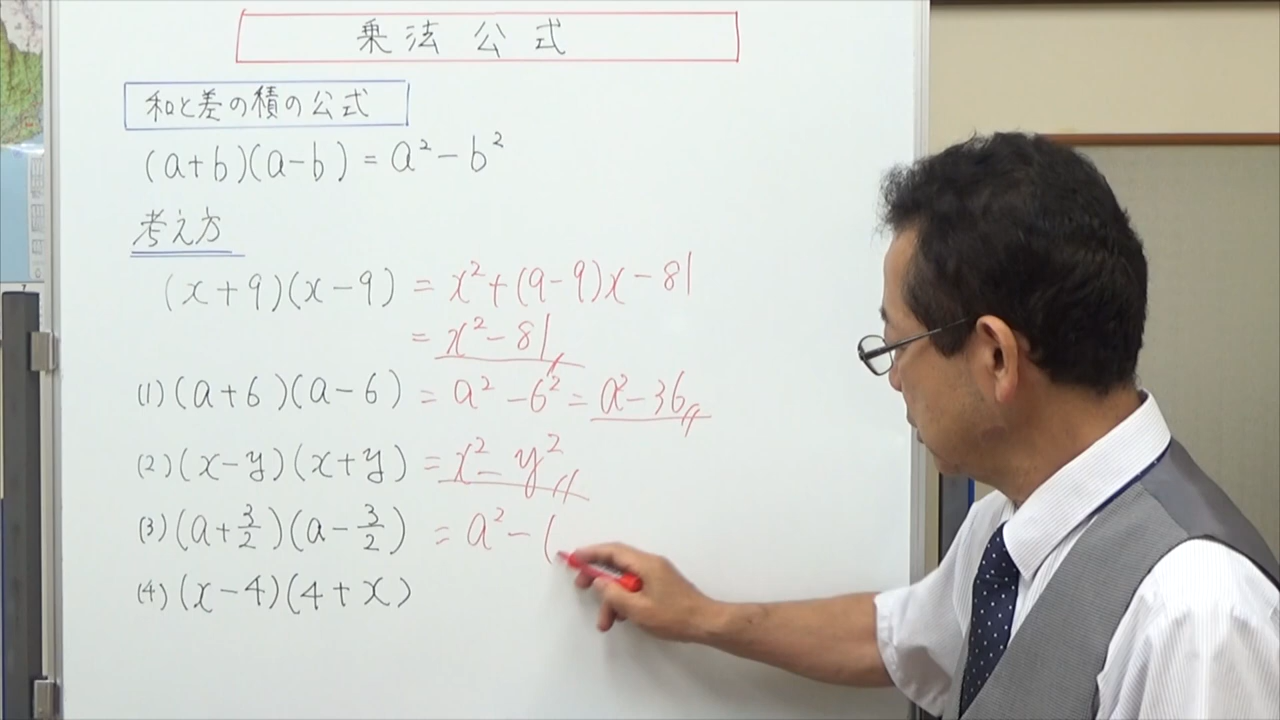 乗法公式
和と差の積の公式
(a+b)(a-b)=a²-b²
考え方
(x+9)(x-9)=x²+(9-9)x-81
=x²-81
(1)(a+6)(a-6)=a²-6²=a²-36
(2)(x-y)(x+y)=x²-y²
(3)(a+3/2)(a-3/2)=a²-(
(4)(x-4)(4+x)